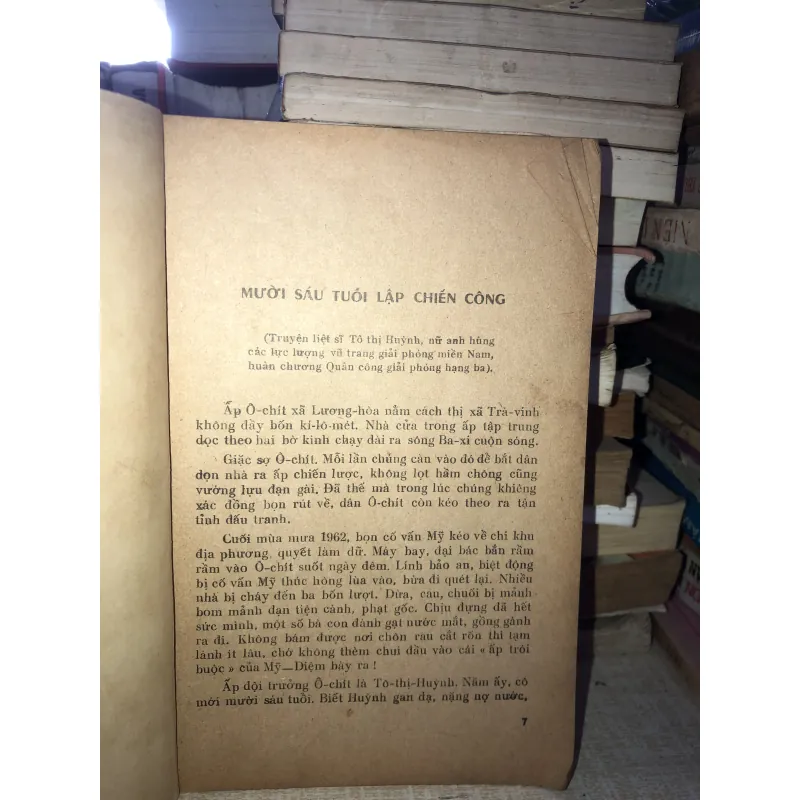 MƯỜI SÁU TUỔI LẬP CHIẾN CÔNG
(Truyện liệt sĩ Tô thị Huỳnh, nữ anh hùng
các lực lượng vũ trang giải phóng miền Nam,
huân chương Quân công giải phóng hạng ba).
Ấp Ô-chít xã Lương-hòa nằm cách thị xã Trà-vinh
không đầy bốn ki-lô-mét. Nhà cửa trong ấp tập trung
dọc theo hai bờ kinh chạy dài ra sông Ba-xi cuộn sóng.
Giặc sợ Ô-chít. Mỗi lần chúng càn vào đó để bắt dân
dọn nhà ra ấp chiến lược, không lọt hầm chông cũng
vướng lựu đạn gài. Đã thế mà trong lúc chúng khiêng
xác đồng bọn rút về, dân Ô-chít còn kéo theo ra tận
tỉnh đấu tranh.
Cuối mùa mưa 1962, bọn cố vấn Mỹ kéo về chi khu
địa phương, quyết làm dữ. Máy bay, đại bác bắn rầm
rầm vào Ô-chít suốt ngày đêm. Lính bảo an, biệt động
bị cố vấn Mỹ thúc hông lùa vào, bừa đi quét lại. Nhiều
nhà bị cháy đến ba bốn lượt. Dừa, cau, chuối bị mảnh
bom mảnh đạn tiện cành, phạt gốc. Chịu đựng đã hết
sức mình, một số bà con đành gạt nước mắt, gồng gánh
ra đi. Không bám được nơi chôn rau cắt rốn thì tạm
lánh ít lâu, chớ không thèm chui đầu vào cái « ấp trói
buộc » của Mỹ—Diệm bày ra !
Ấp đội trưởng Ô-chít là Tô-thị-Huỳnh. Năm ấy, cô
mới mười sáu tuổi. Biết Huỳnh gan dạ, nặng nợ nước,
7